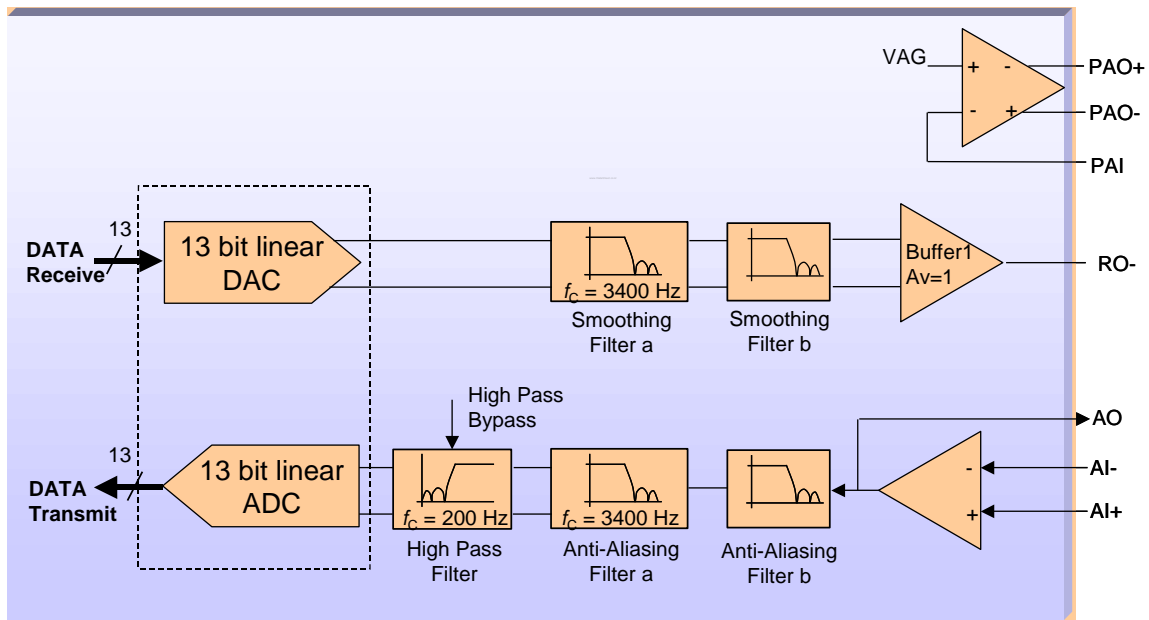 VAG
+ -
- +
PAO+
PAO-
PAI
13
DATA
Receive
13 bit linear
DAC
fC = 3400 Hz
Smoothing
Filter a
Smoothing
Filter b
Buffer1
Av=1
RO-
High Pass
Bypass
13
DATA
Transmit
13 bit linear
ADC
fC = 200 Hz
High Pass
Filter
fC = 3400 Hz
Anti-Aliasing
Filter a
Anti-Aliasing
Filter b
-
+
AO
AI-
AI+